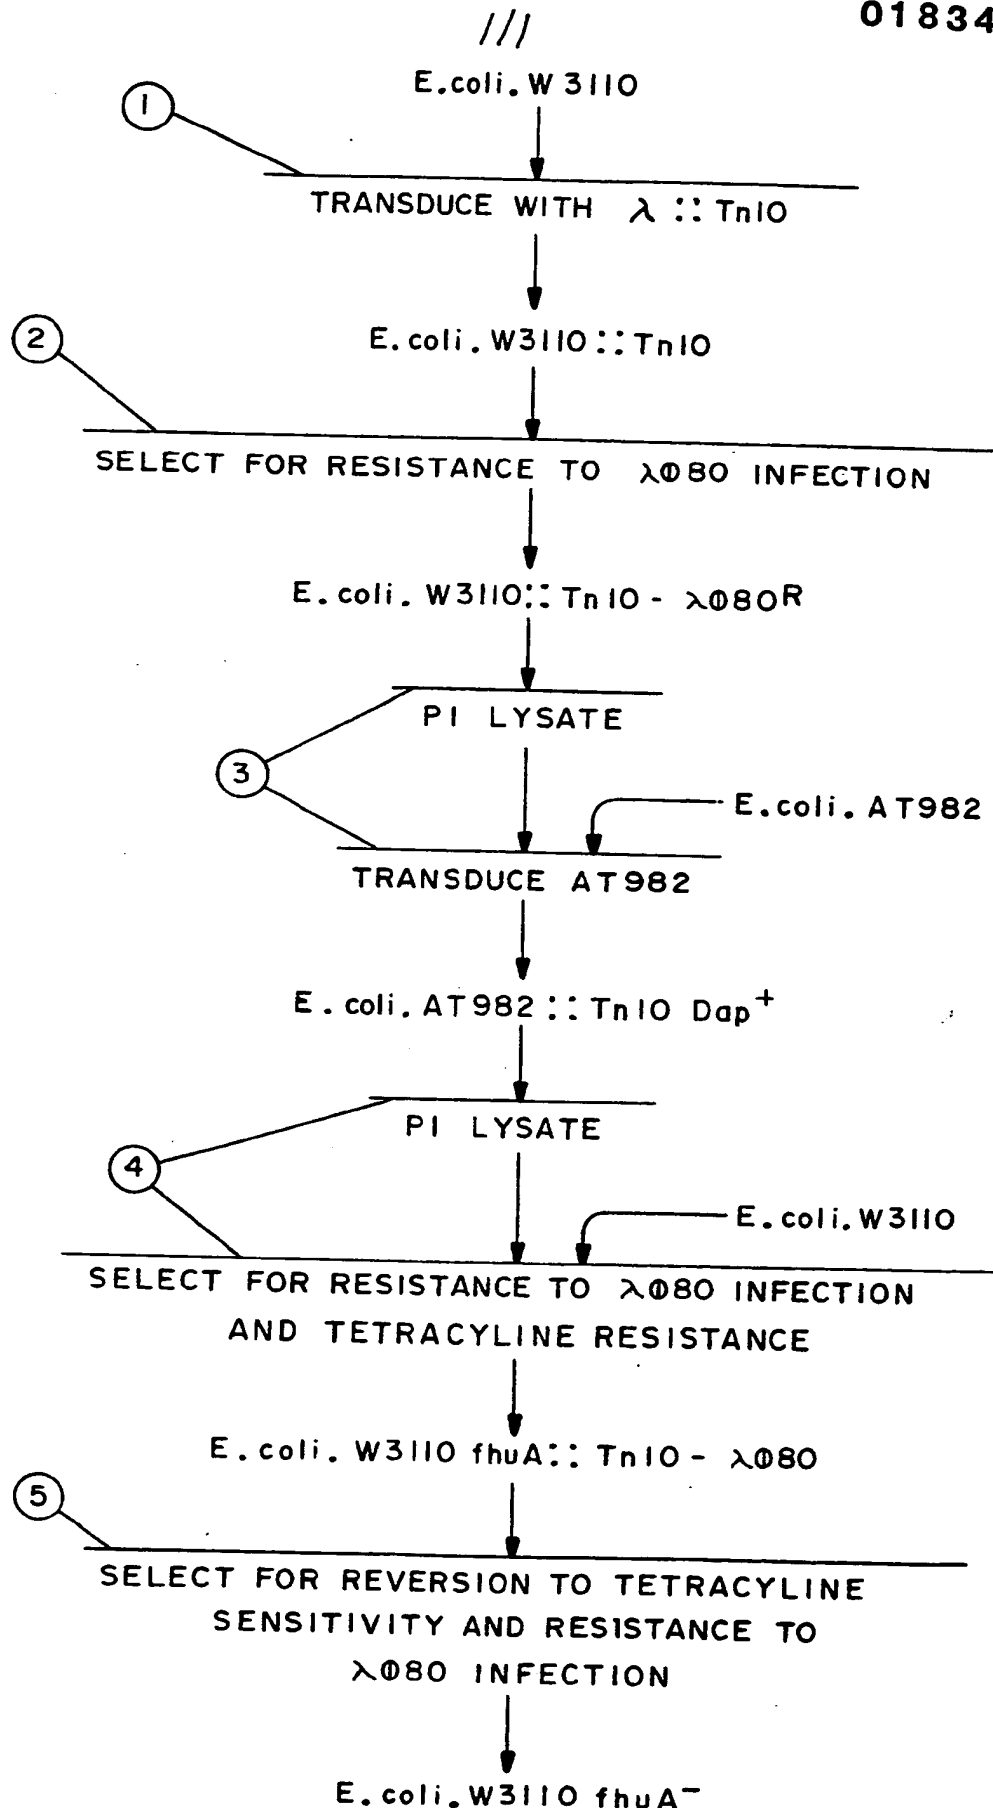 01834
///
E.coli. W 3110
1
TRANSDUCE WITH λ :: Tn10
E.coli. W3110 :: Tn10
2
SELECT FOR RESISTANCE TO λΦ80 INFECTION
E.coli. W3110 :: Tn10 - λΦ80R
P1 LYSATE
3
E.coli. AT982
TRANSDUCE AT982
E.coli. AT982 :: Tn10 Dap+
P1 LYSATE
4
E.coli. W3110
SELECT FOR RESISTANCE TO λΦ80 INFECTION
AND TETRACYLINE RESISTANCE
E.coli. W3110 fhuA :: Tn10 - λΦ80
5
SELECT FOR REVERSION TO TETRACYLINE
SENSITIVITY AND RESISTANCE TO
λΦ80 INFECTION
E.coli. W3110 fhuA-